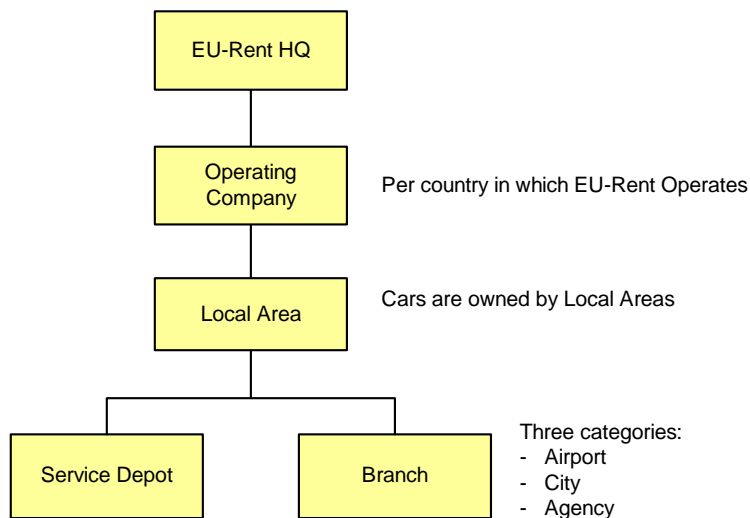 EU-Rent HQ
Operating
Company
Per country in which EU-Rent Operates
Local Area
Cars are owned by Local Areas
Service Depot
Branch
Three categories:
- Airport
- City
- Agency